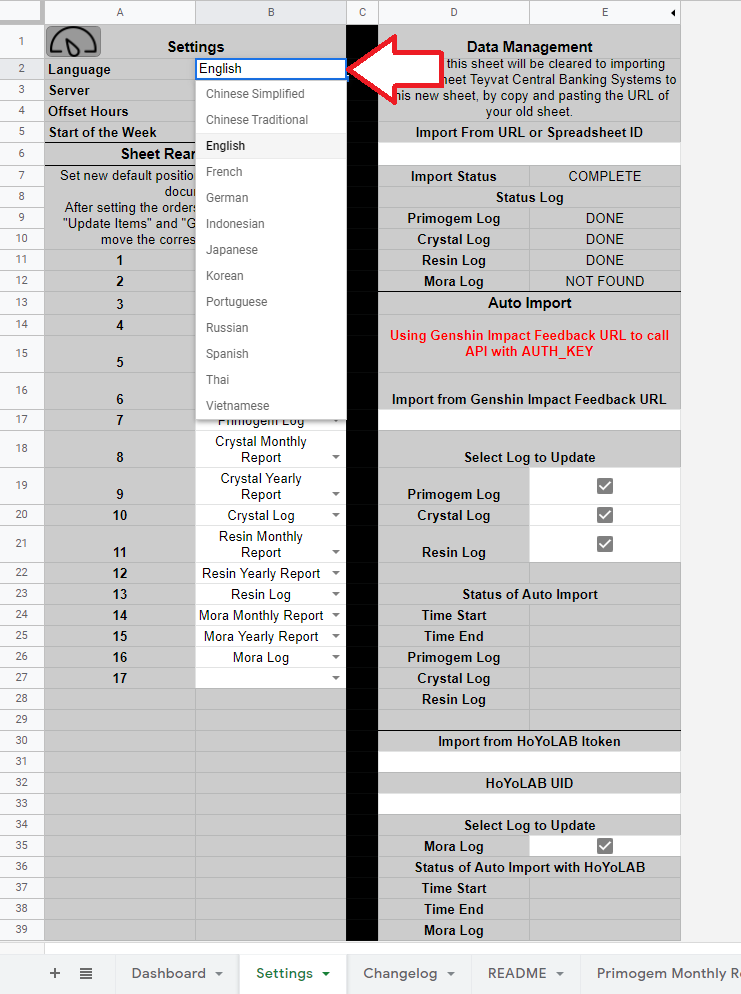 A B C D E
1 Settings Data Management
2 Language English
3 Server
4 Offset Hours
5 Start of the Week
this sheet will be cleared to importing
eet Teyvat Central Banking Systems to
his new sheet, by copy and pasting the URL of
your old sheet.
Import From URL or Spreadsheet ID
Chinese Simplified
Chinese Traditional
English
French
German
Indonesian
Japanese
Korean
Portuguese
Russian
Spanish
Thai
Vietnamese
6 Sheet Rear
7 Set new default positio
docu
8 After setting the orders
9 "Update Items" and "G
10 move the corres
Import Status COMPLETE
Status Log
Primogem Log DONE
Crystal Log DONE
11 1 Resin Log DONE
12 2 Mora Log NOT FOUND
13 3 Auto Import
14 4
15 5 Using Genshin Impact Feedback URL to call
API with AUTH_KEY
16 6 Import from Genshin Impact Feedback URL
17 7 Primogem Log
18 8 Crystal Monthly
Report Select Log to Update
19 9 Crystal Yearly
Report Primogem Log
20 10 Crystal Log Crystal Log
21 11 Resin Monthly
Report Resin Log
22 12 Resin Yearly Report
23 13 Resin Log Status of Auto Import
24 14 Mora Monthly Report Time Start
25 15 Mora Yearly Report Time End
26 16 Mora Log Primogem Log
27 17 Crystal Log
28 Resin Log
29
30 Import from HoYoLAB ltoken
31
32 HoYoLAB UID
33
34 Select Log to Update
35 Mora Log
36 Status of Auto Import with HoYoLAB
37 Time Start
38 Time End
39 Mora Log
Dashboard Settings Changelog README Primogem Monthly R